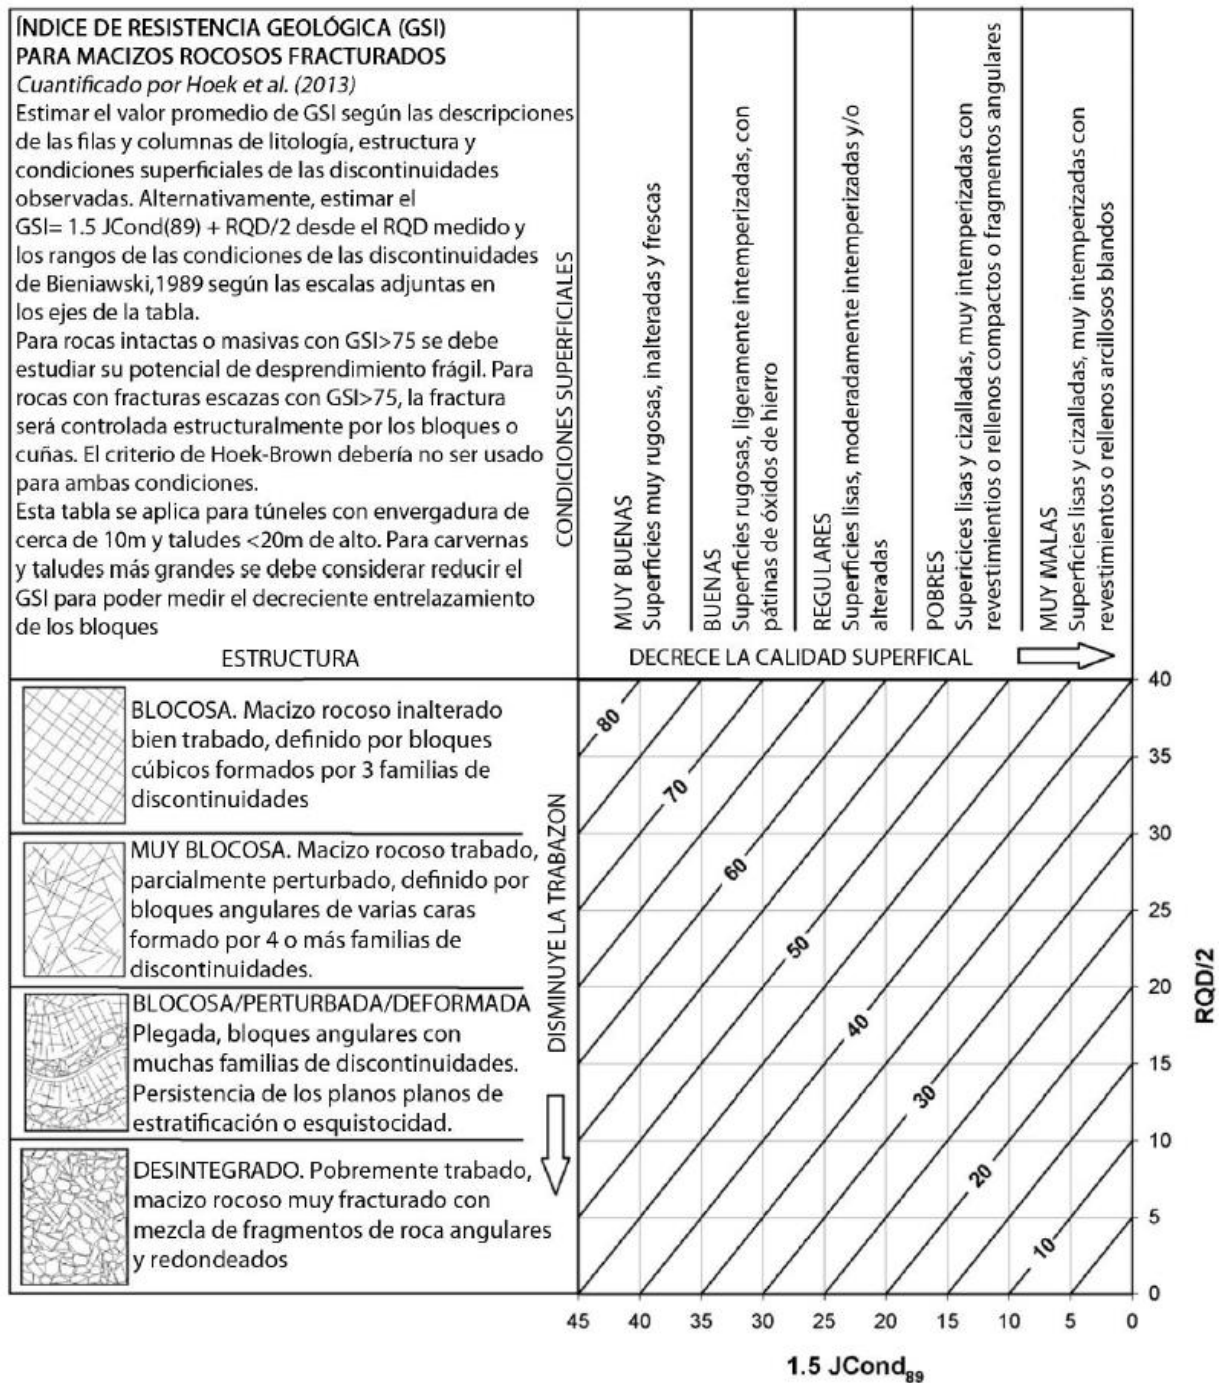 ÍNDICE DE RESISTENCIA GEOLÓGICA (GSI)
PARA MACIZOS ROCOSOS FRACTURADOS
Cuantificado por Hoek et al. (2013)
Estimar el valor promedio de GSI según las descripciones
de las filas y columnas de litología, estructura y
condiciones superficiales de las discontinuidades
observadas. Alternativamente, estimar el
GSI= 1.5 JCond(89) + RQD/2 desde el RQD medido y
los rangos de las condiciones de las discontinuidades
de Bieniawski,1989 según las escalas adjuntas en
los ejes de la tabla.
Para rocas intactas o masivas con GSI>75 se debe
estudiar su potencial de desprendimiento frágil. Para
rocas con fracturas escazas con GSI>75, la fractura
será controlada estructuralmente por los bloques o
cuñas. El criterio de Hoek-Brown debería no ser usado
para ambas condiciones.
Esta tabla se aplica para túneles con envergadura de
cerca de 10m y taludes <20m de alto. Para carvernas
y taludes más grandes se debe considerar reducir el
GSI para poder medir el decreciente entrelazamiento
de los bloques
ESTRUCTURA
CONDICIONES SUPERFICIALES
MUY BUENAS
Superficies muy rugosas, inalteradas y frescas
BUENAS
Superficies rugosas, ligeramente intemperizadas, con
pátinas de óxidos de hierro
REGULARES
Superficies lisas, moderadamente intemperizadas y/o
alteradas
POBRES
Supericices lisas y cizalladas, muy intemperizadas con
revestimientios o rellenos compactos o fragmentos angulares
MUY MALAS
Superficies lisas y cizalladas, muy intemperizadas con
revestimientos o rellenos arcillosos blandos
DECRECE LA CALIDAD SUPERFICAL
BLOCOSA. Macizo rocoso inalterado
bien trabado, definido por bloques
cúbicos formados por 3 familias de
discontinuidades
MUY BLOCOSA. Macizo rocoso trabado,
parcialmente perturbado, definido por
bloques angulares de varias caras
formado por 4 o más familias de
discontinuidades.
BLOCOSA/PERTURBADA/DEFORMADA
Plegada, bloques angulares con
muchas familias de discontinuidades.
Persistencia de los planos planos de
estratificación o esquistocidad.
DESINTEGRADO. Pobremente trabado,
macizo rocoso muy fracturado con
mezcla de fragmentos de roca angulares
y redondeados
DISMINUYE LA TRABAZON
80
70
60
50
40
30
20
10
40
35
30
25
20
15
10
5
0
RQD/2
45 40 35 30 25 20 15 10 5 0
1.5 JCond89